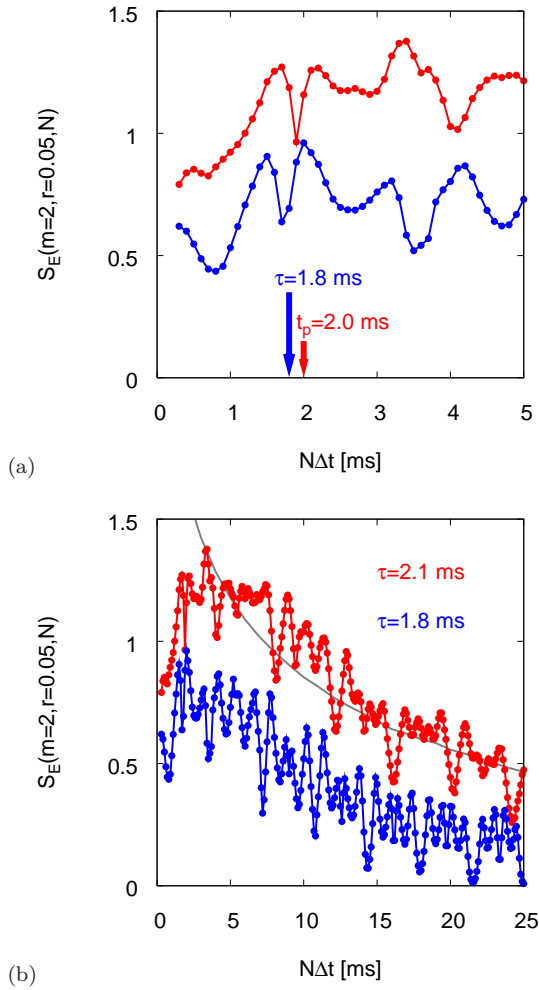 1.5
1
0.5
0
S_E(m=2,r=0.05,N)
τ=1.8 ms
t_p=2.0 ms
0 1 2 3 4 5
NΔt [ms]
(a)
1.5
1
0.5
0
S_E(m=2,r=0.05,N)
τ=2.1 ms
τ=1.8 ms
0 5 10 15 20 25
NΔt [ms]
(b)